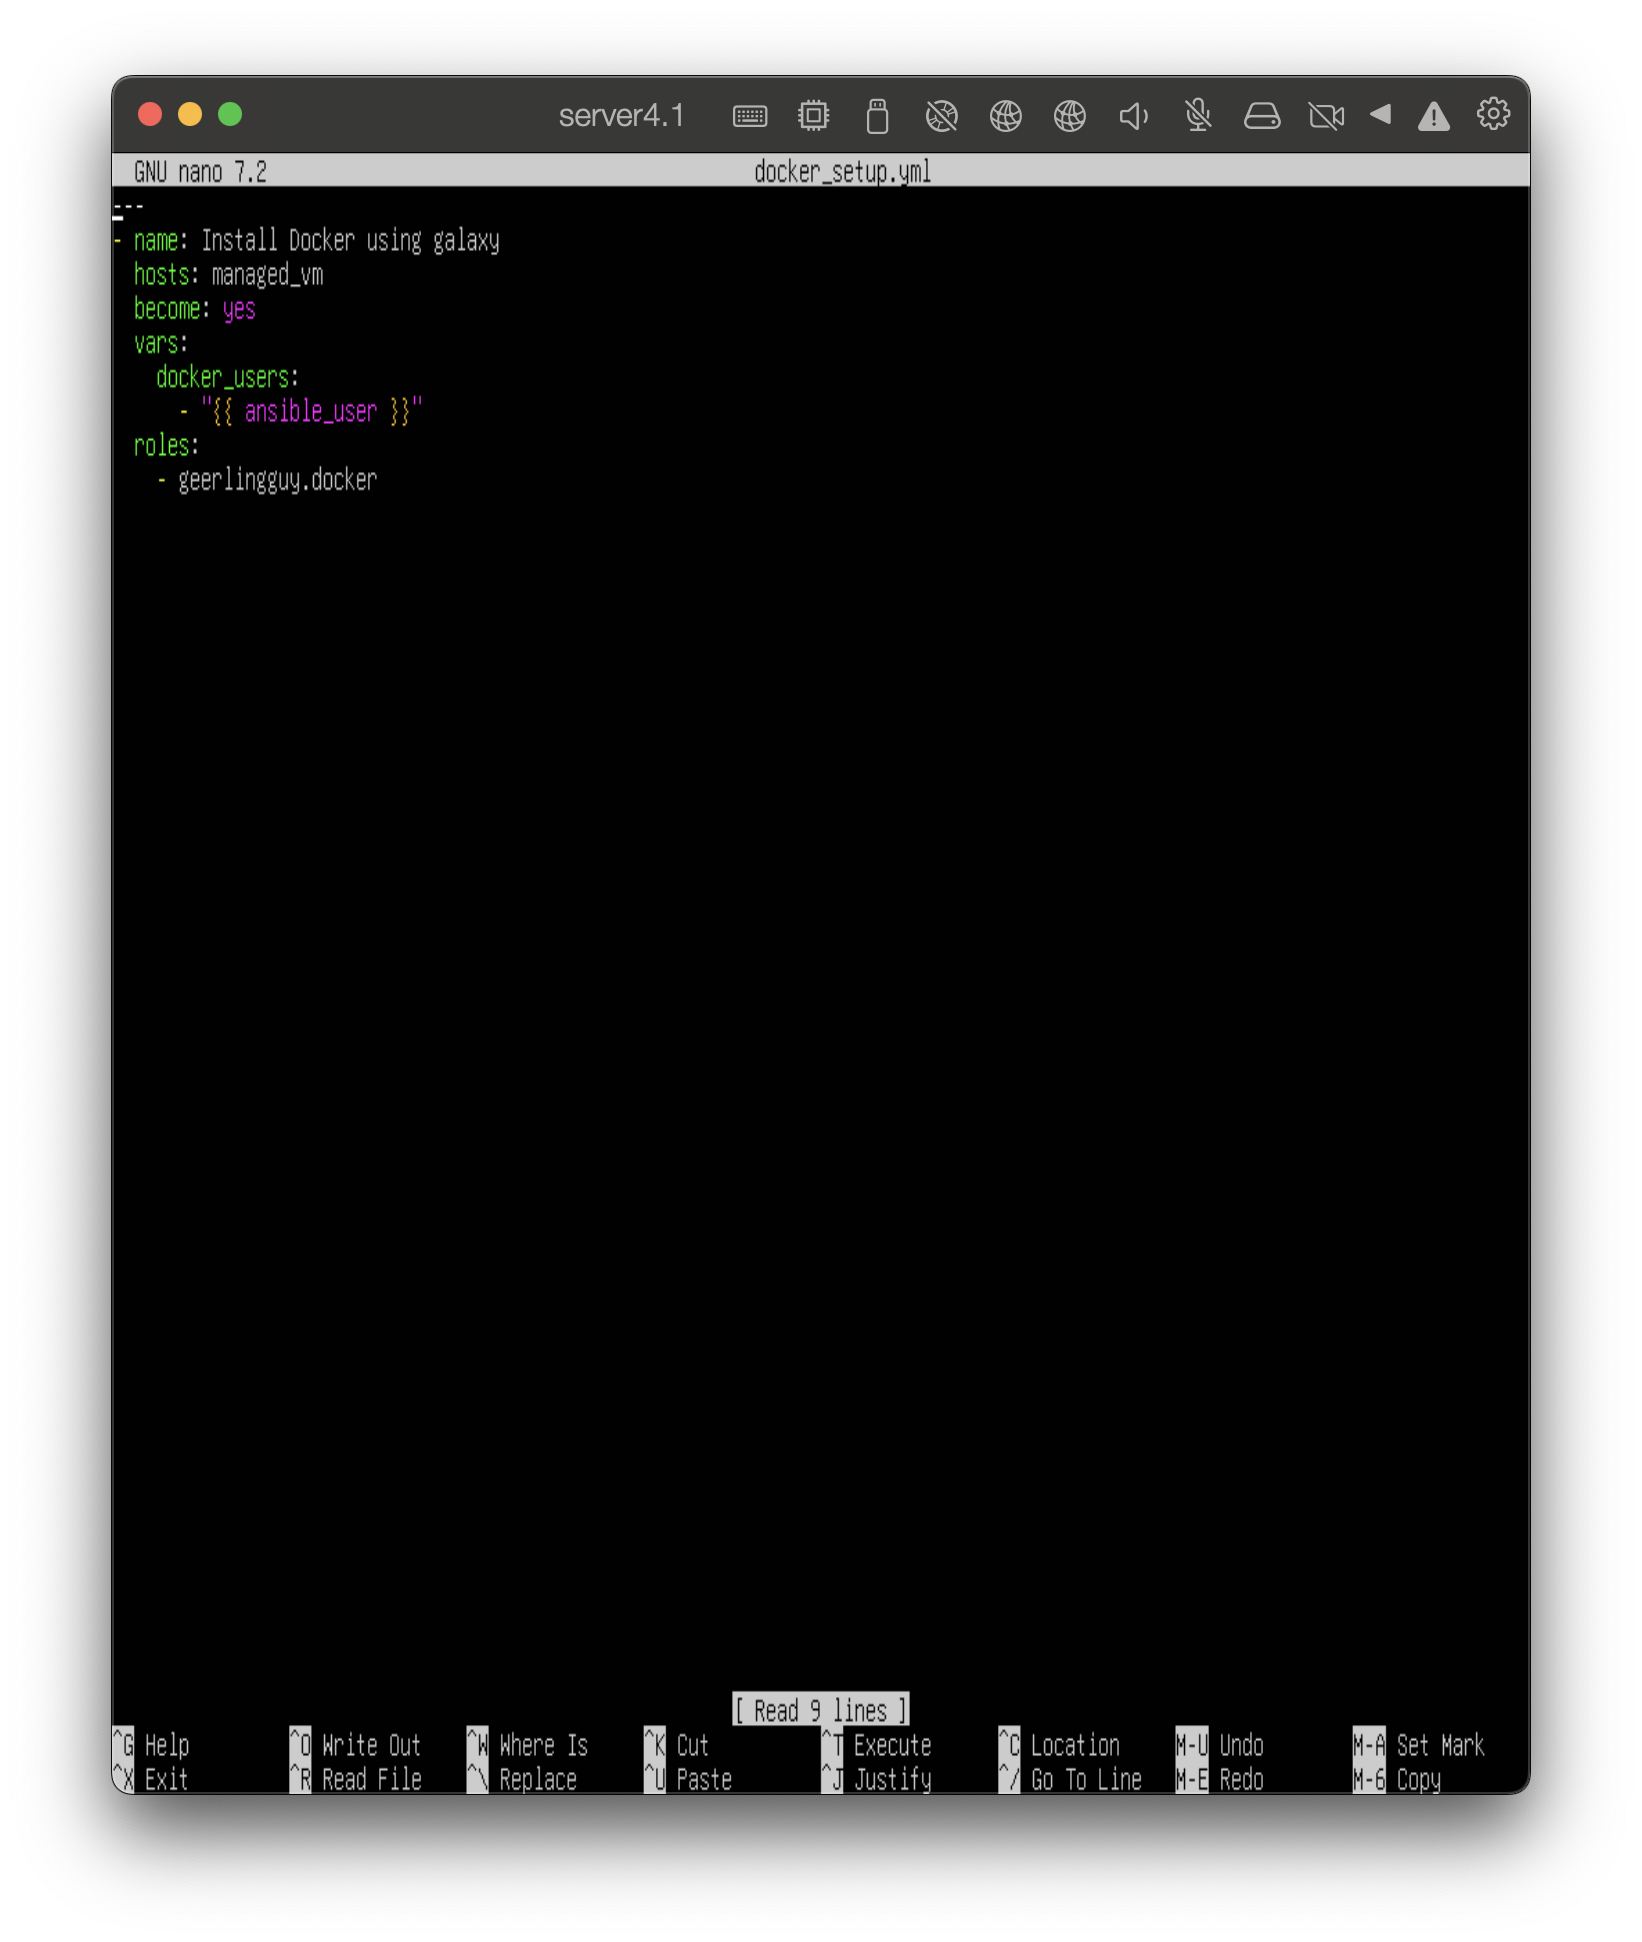 server4.1
GNU nano 7.2 docker_setup.yml
---
- name: Install Docker using galaxy
  hosts: managed_vm
  become: yes
  vars:
    docker_users:
      - "{{ ansible_user }}"
  roles:
    - geerlingguy.docker
[ Read 9 lines ]
^G Help ^O Write Out ^W Where Is ^K Cut ^T Execute ^C Location M-U Undo M-A Set Mark
^X Exit ^R Read File ^\ Replace ^U Paste ^J Justify ^/ Go To Line M-E Redo M-6 Copy